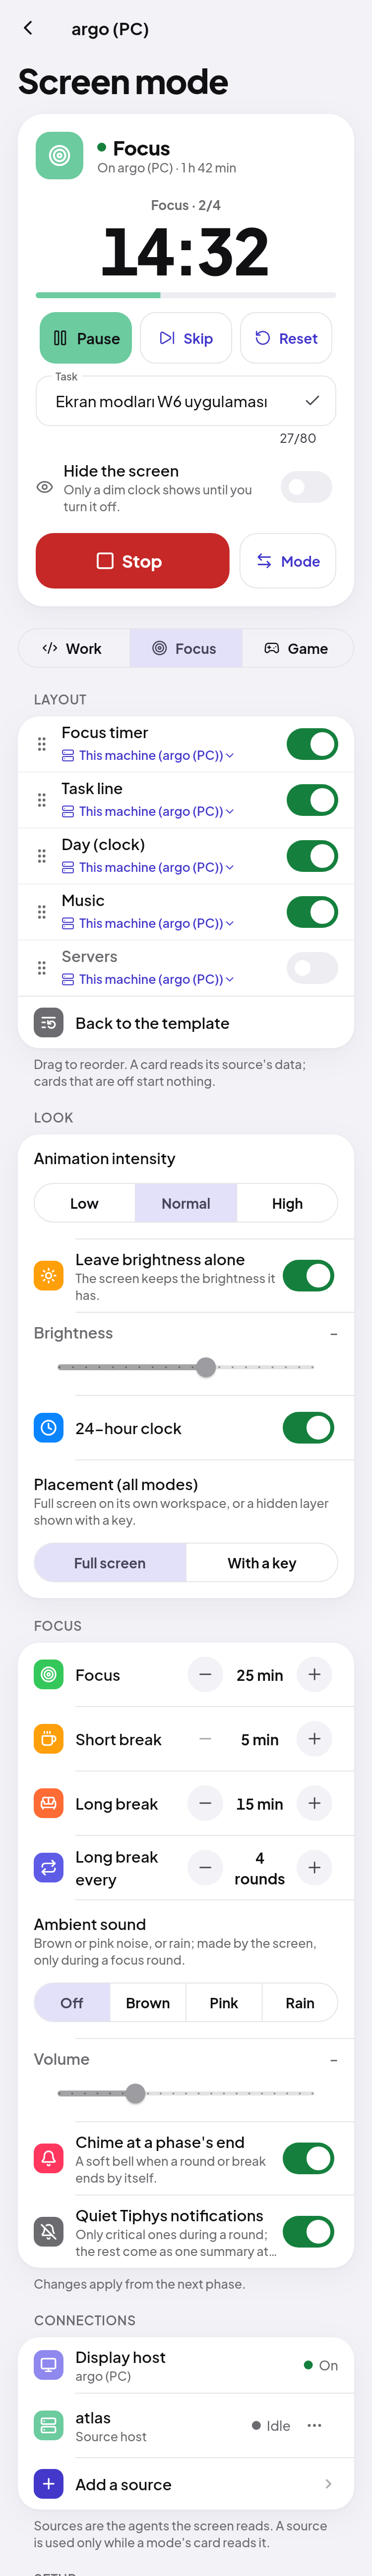 argo (PC)
Screen mode
Focus
On argo (PC) · 1 h 42 min
Focus · 2/4
14:32
Pause
Skip
Reset
Task
Ekran modları W6 uygulaması
27/80
Hide the screen
Only a dim clock shows until you
turn it off.
Stop
Mode
Work
Focus
Game
LAYOUT
Focus timer
This machine (argo (PC))
Task line
This machine (argo (PC))
Day (clock)
This machine (argo (PC))
Music
This machine (argo (PC))
Servers
This machine (argo (PC))
Back to the template
Drag to reorder. A card reads its source's data;
cards that are off start nothing.
LOOK
Animation intensity
Low
Normal
High
Leave brightness alone
The screen keeps the brightness it
has.
Brightness
–
24-hour clock
Placement (all modes)
Full screen on its own workspace, or a hidden layer
shown with a key.
Full screen
With a key
FOCUS
Focus
25 min
Short break
5 min
Long break
15 min
Long break
every
4
rounds
Ambient sound
Brown or pink noise, or rain; made by the screen,
only during a focus round.
Off
Brown
Pink
Rain
Volume
–
Chime at a phase's end
A soft bell when a round or break
ends by itself.
Quiet Tiphys notifications
Only critical ones during a round;
the rest come as one summary at…
Changes apply from the next phase.
CONNECTIONS
Display host
argo (PC)
On
atlas
Source host
Idle
Add a source
Sources are the agents the screen reads. A source
is used only while a mode's card reads it.